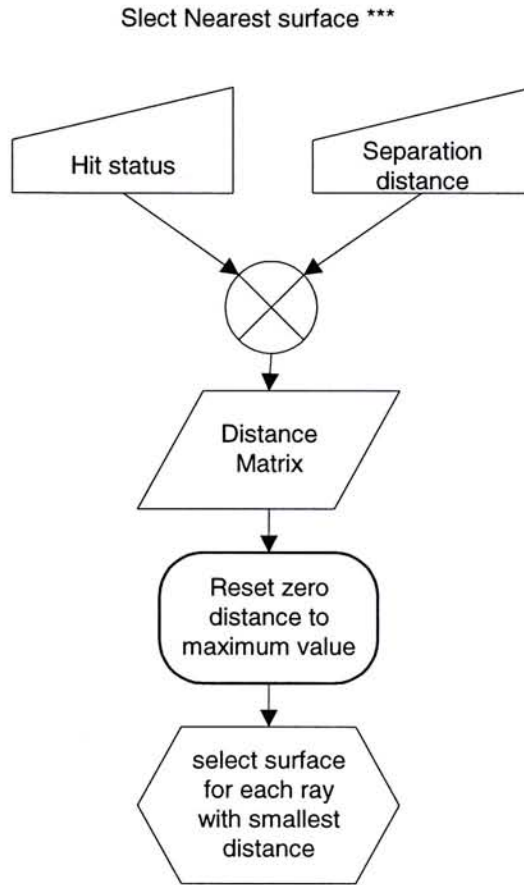 Slect Nearest surface ***
Hit status
Separation
distance
Distance
Matrix
Reset zero
distance to
maximum value
select surface
for each ray
with smallest
distance